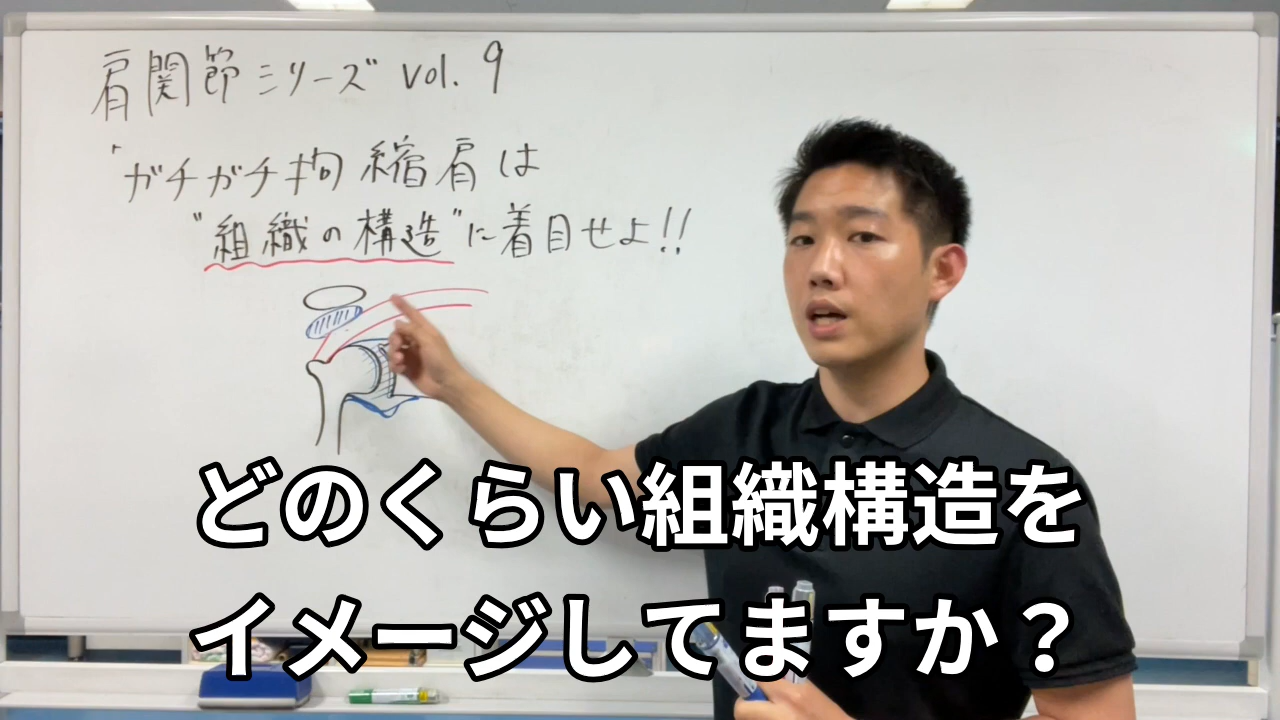 肩関節シリーズ vol.9
「ガチガチ拘縮肩は
"組織の構造"に着目せよ!!
どのくらい組織構造を
イメージしてますか？